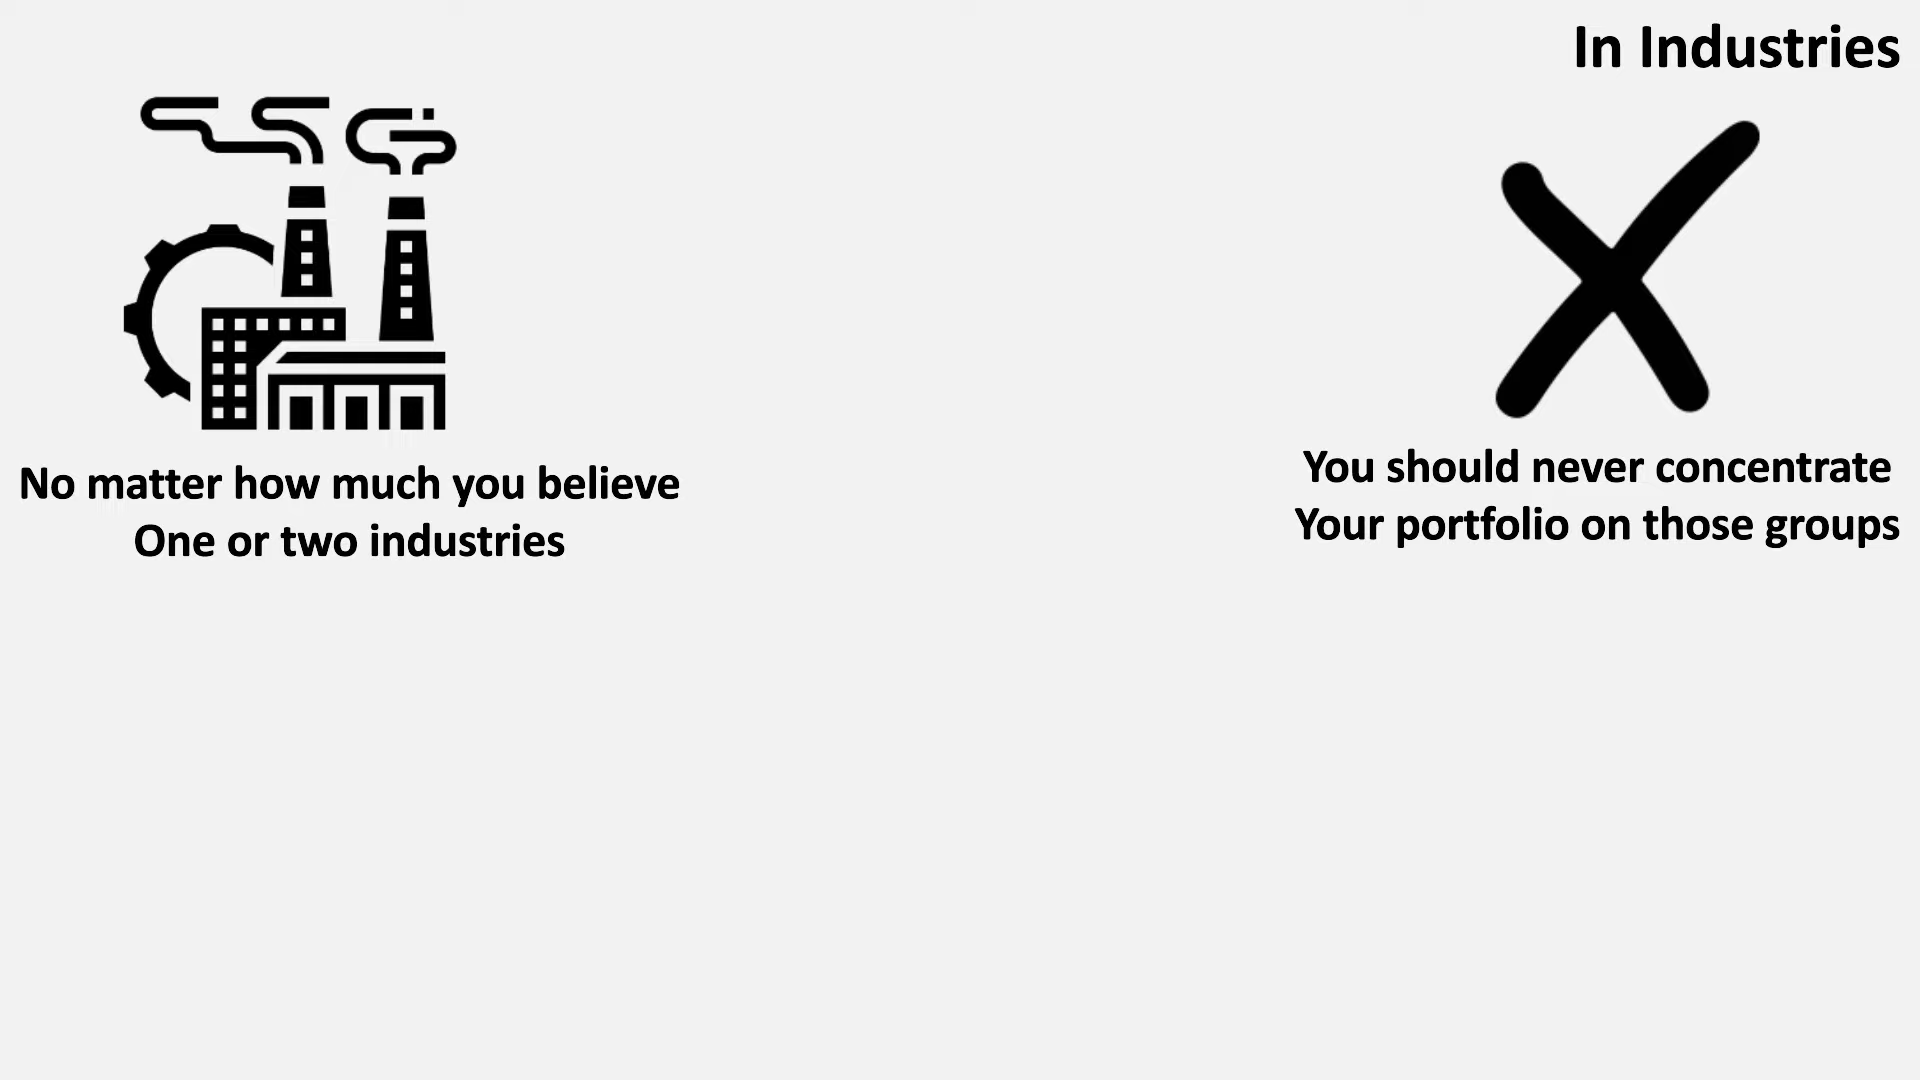 In Industries
No matter how much you believe
One or two industries
You should never concentrate
Your portfolio on those groups